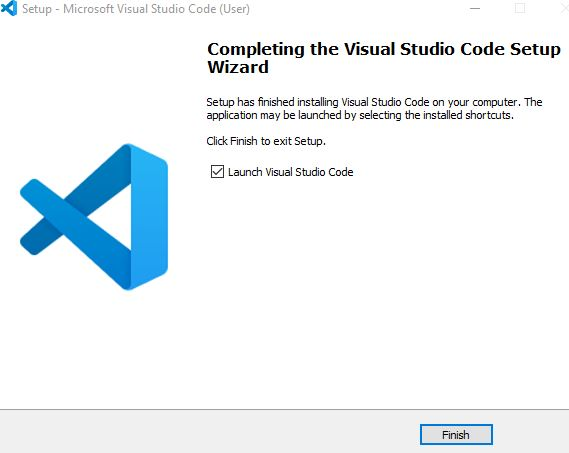 Setup - Microsoft Visual Studio Code (User)
Completing the Visual Studio Code Setup
Wizard
Setup has finished installing Visual Studio Code on your computer. The
application may be launched by selecting the installed shortcuts.
Click Finish to exit Setup.
Launch Visual Studio Code
Finish